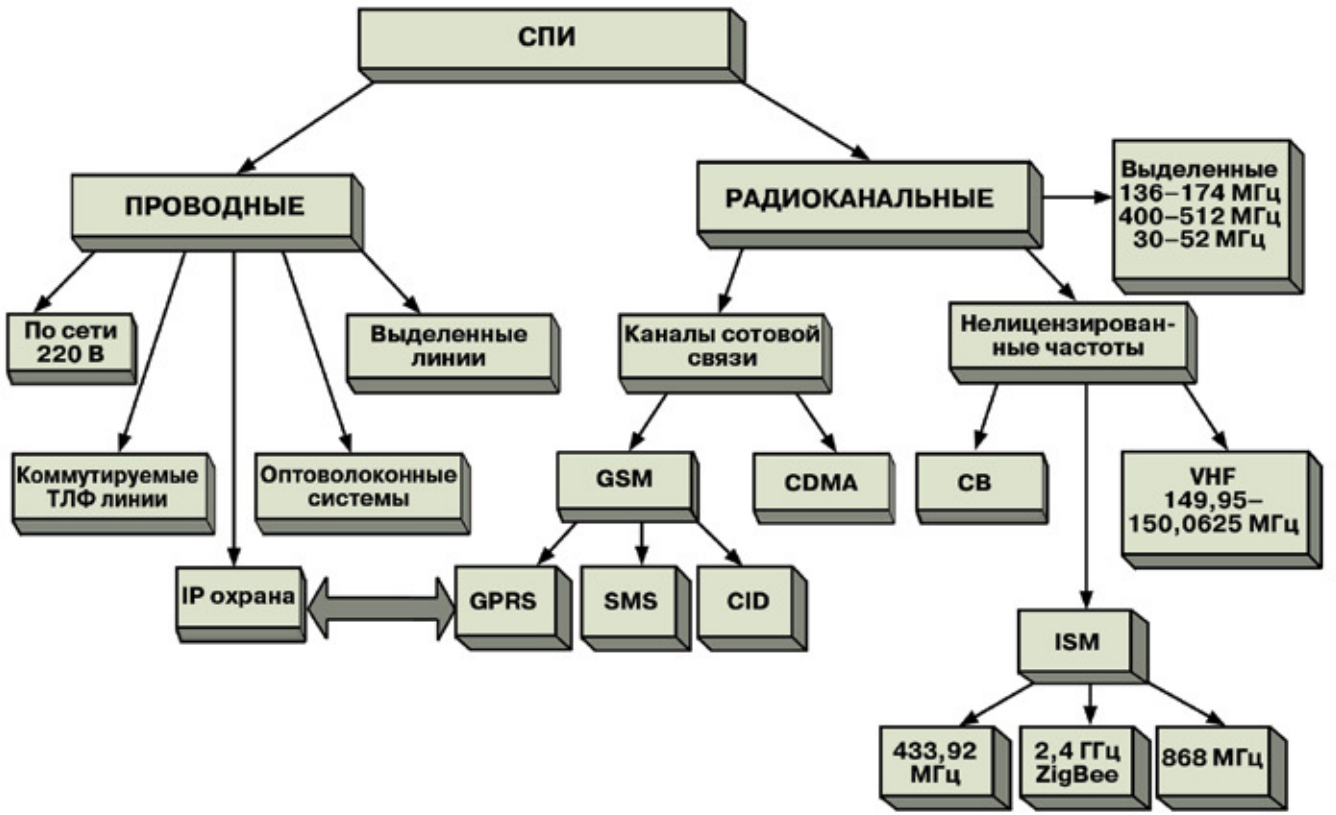 СПИ
ПРОВОДНЫЕ
РАДИОКАНАЛЬНЫЕ
Выделенные
136–174 МГц
400–512 МГц
30–52 МГц
По сети
220 В
Выделенные
линии
Каналы сотовой
связи
Нелицензирован-
ные частоты
Коммутируемые
ТЛФ линии
Оптоволоконные
системы
GSM
CDMA
СВ
VHF
149,95–
150,0625 МГц
IP охрана
GPRS
SMS
CID
ISM
433,92
МГц
2,4 ГГц
ZigBee
868 МГц